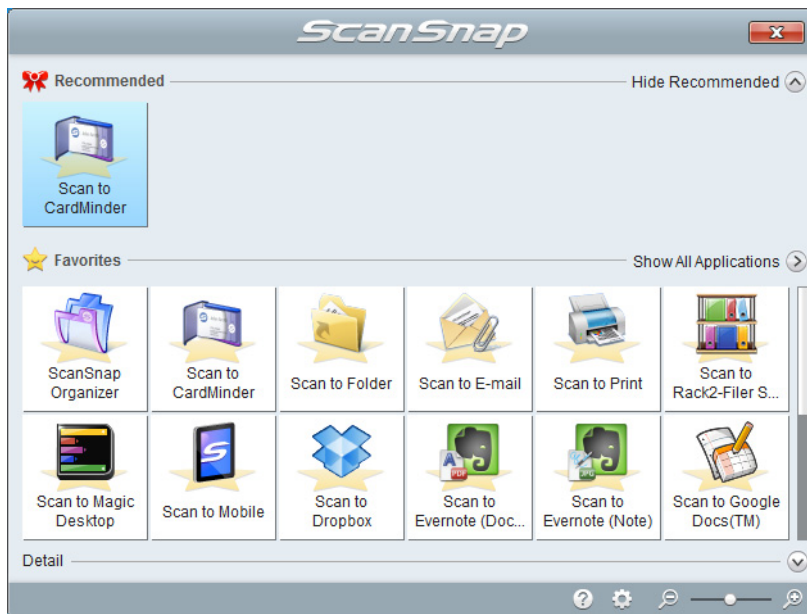 ScanSnap
Recommended
Hide Recommended
Scan to
CardMinder
Favorites
Show All Applications
ScanSnap
Organizer
Scan to
CardMinder
Scan to Folder
Scan to E-mail
Scan to Print
Scan to
Rack2-Filer S...
Scan to Magic
Desktop
Scan to Mobile
Scan to
Dropbox
Scan to
Evernote (Doc...
Scan to
Evernote (Note)
Scan to Google
Docs(TM)
Detail